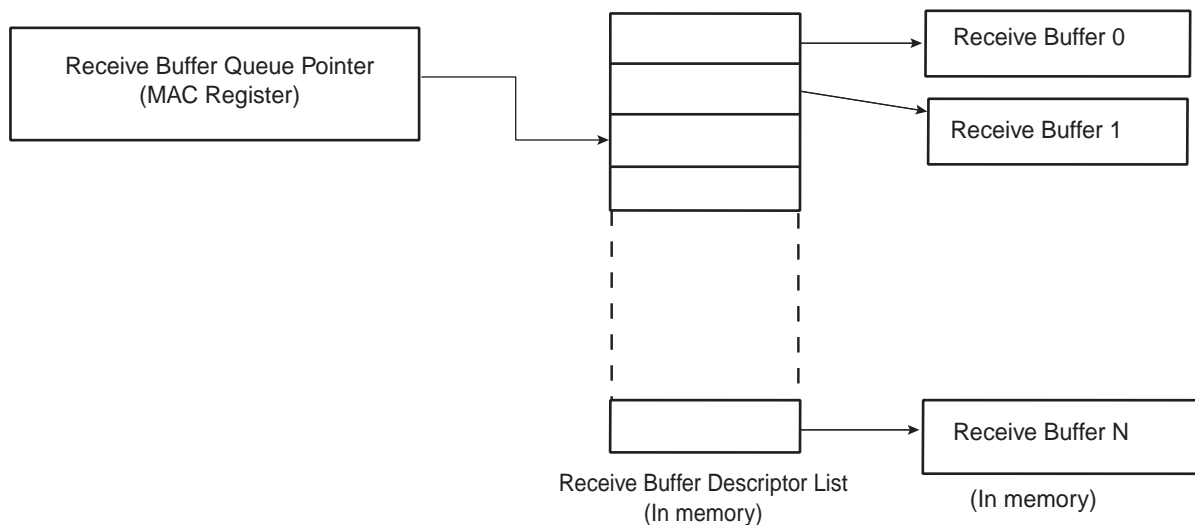 Receive Buffer Queue Pointer
(MAC Register)
Receive Buffer 0
Receive Buffer 1
Receive Buffer N
Receive Buffer Descriptor List
(In memory)
(In memory)